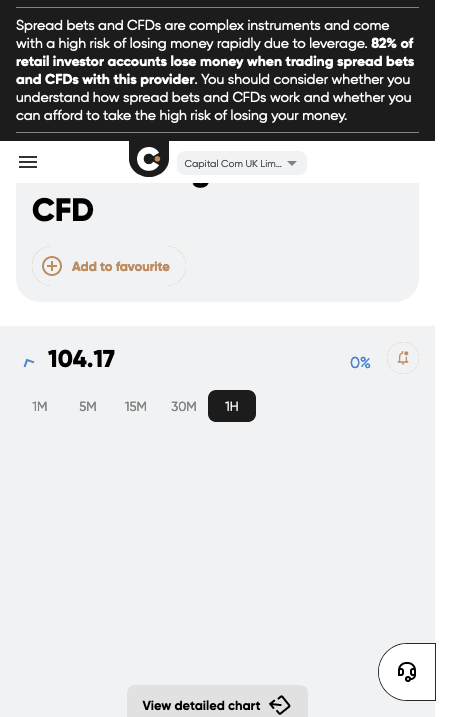 Spread bets and CFDs are complex instruments and come
with a high risk of losing money rapidly due to leverage. 82% of
retail investor accounts lose money when trading spread bets
and CFDs with this provider. You should consider whether you
understand how spread bets and CFDs work and whether you
can afford to take the high risk of losing your money.
Capital Com UK Lim...
CFD
Add to favourite
104.17
0%
1M 5M 15M 30M 1H
View detailed chart